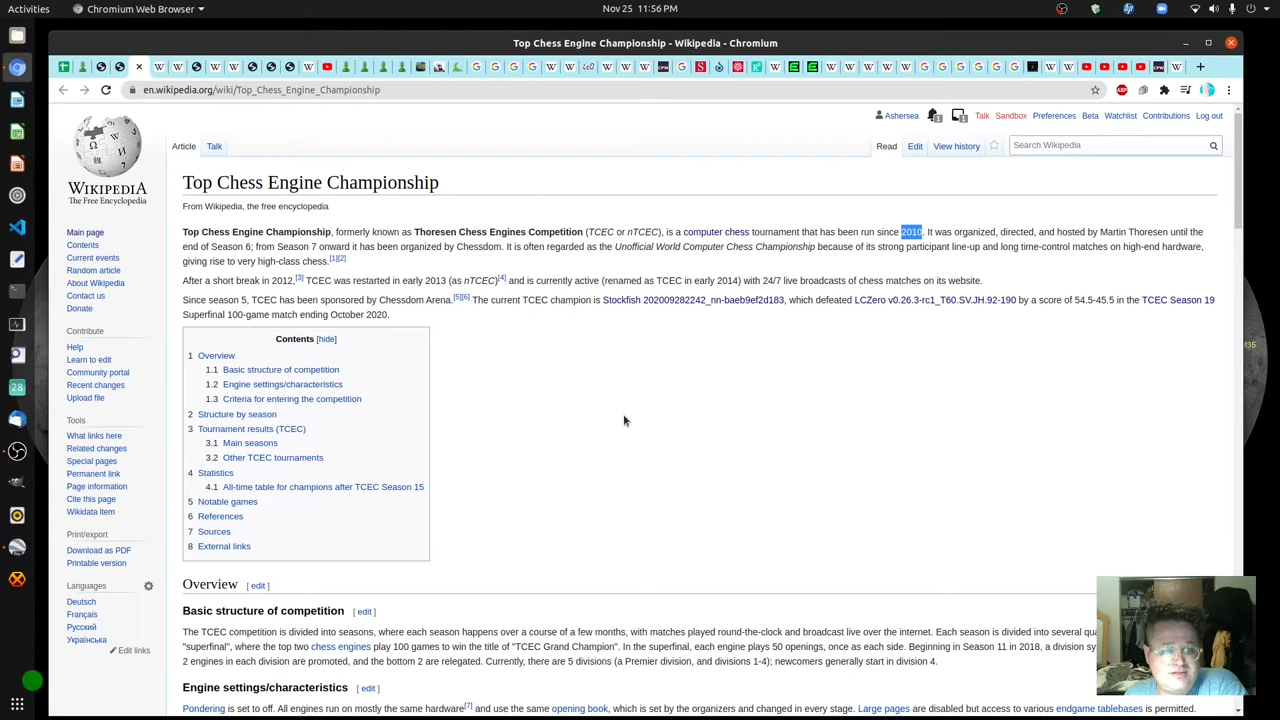 Activities
Chromium Web Browser
Nov 25 11:56 PM
Top Chess Engine Championship - Wikipedia - Chromium
en.wikipedia.org/wiki/Top_Chess_Engine_Championship
Ashersea Talk Sandbox Preferences Beta Watchlist Contributions Log out
Article Talk Read Edit View history Search Wikipedia
WIKIPEDIA
The Free Encyclopedia
Top Chess Engine Championship
From Wikipedia, the free encyclopedia
Top Chess Engine Championship, formerly known as Thoresen Chess Engines Competition (TCEC or nTCEC), is a computer chess tournament that has been run since 2010. It was organized, directed, and hosted by Martin Thoresen until the
end of Season 6; from Season 7 onward it has been organized by Chessdom. It is often regarded as the Unofficial World Computer Chess Championship because of its strong participant line-up and long time-control matches on high-end hardware,
giving rise to very high-class chess.[1][2]
After a short break in 2012,[3] TCEC was restarted in early 2013 (as nTCEC)[4] and is currently active (renamed as TCEC in early 2014) with 24/7 live broadcasts of chess matches on its website.
Since season 5, TCEC has been sponsored by Chessdom Arena.[5][6] The current TCEC champion is Stockfish 202009282242_nn-baeb9ef2d183, which defeated LCZero v0.26.3-rc1_T60.SV.JH.92-190 by a score of 54.5-45.5 in the TCEC Season 19
Superfinal 100-game match ending October 2020.
Main page
Contents
Current events
Random article
About Wikipedia
Contact us
Donate
Contribute
Help
Learn to edit
Community portal
Recent changes
Upload file
Tools
What links here
Related changes
Special pages
Permanent link
Page information
Cite this page
Wikidata item
Print/export
Download as PDF
Printable version
Languages
Deutsch
Français
Русский
Українська
Edit links
Contents [hide]
1 Overview
1.1 Basic structure of competition
1.2 Engine settings/characteristics
1.3 Criteria for entering the competition
2 Structure by season
3 Tournament results (TCEC)
3.1 Main seasons
3.2 Other TCEC tournaments
4 Statistics
4.1 All-time table for champions after TCEC Season 15
5 Notable games
6 References
7 Sources
8 External links
Overview [ edit ]
Basic structure of competition [ edit ]
The TCEC competition is divided into seasons, where each season happens over a course of a few months, with matches played round-the-clock and broadcast live over the internet. Each season is divided into several qu
"superfinal", where the top two chess engines play 100 games to win the title of "TCEC Grand Champion". In the superfinal, each engine plays 50 openings, once as each side. Beginning in Season 11 in 2018, a division sy
2 engines in each division are promoted, and the bottom 2 are relegated. Currently, there are 5 divisions (a Premier division, and divisions 1-4); newcomers generally start in division 4.
Engine settings/characteristics [ edit ]
Pondering is set to off. All engines run on mostly the same hardware[7] and use the same opening book, which is set by the organizers and changed in every stage. Large pages are disabled but access to various endgame tablebases is permitted.